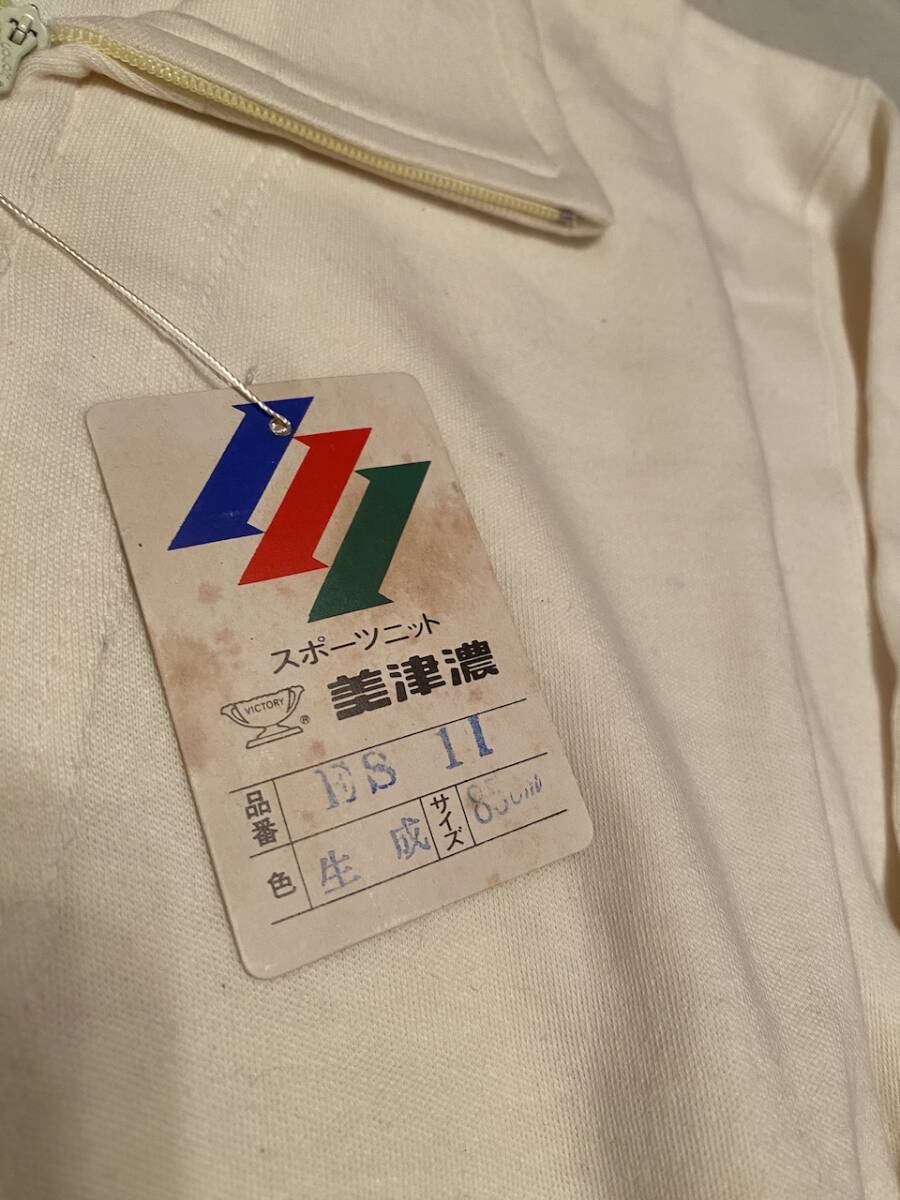 スポーツニット
VICTORY ® 美津濃
品番 ES 11
色 生成 サイズ 85cm